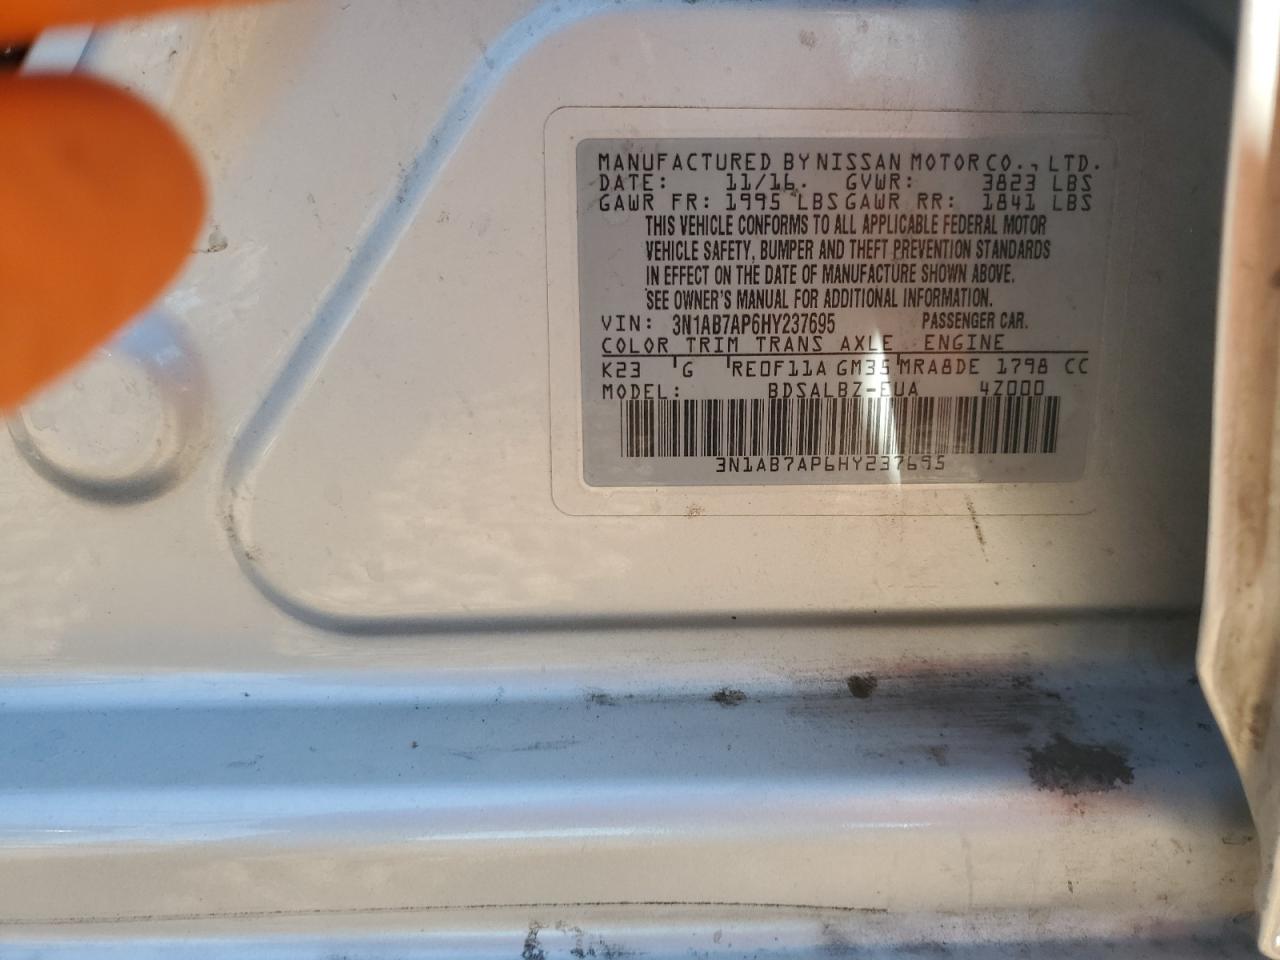 MANUFACTURED BY NISSAN MOTOR CO., LTD.
DATE: 11/16. GVWR: 3823 LBS
GAWR FR: 1995 LBS GAWR RR: 1841 LBS
THIS VEHICLE CONFORMS TO ALL APPLICABLE FEDERAL MOTOR
VEHICLE SAFETY, BUMPER AND THEFT PREVENTION STANDARDS
IN EFFECT ON THE DATE OF MANUFACTURE SHOWN ABOVE.
SEE OWNER'S MANUAL FOR ADDITIONAL INFORMATION.
VIN: 3N1AB7AP6HY237695 PASSENGER CAR.
COLOR TRIM TRANS AXLE ENGINE
K23 G RE0F11A GM35 MRA8DE 1798 CC
MODEL: BDSALBZ-EUA 4Z000
3N1AB7AP6HY237695